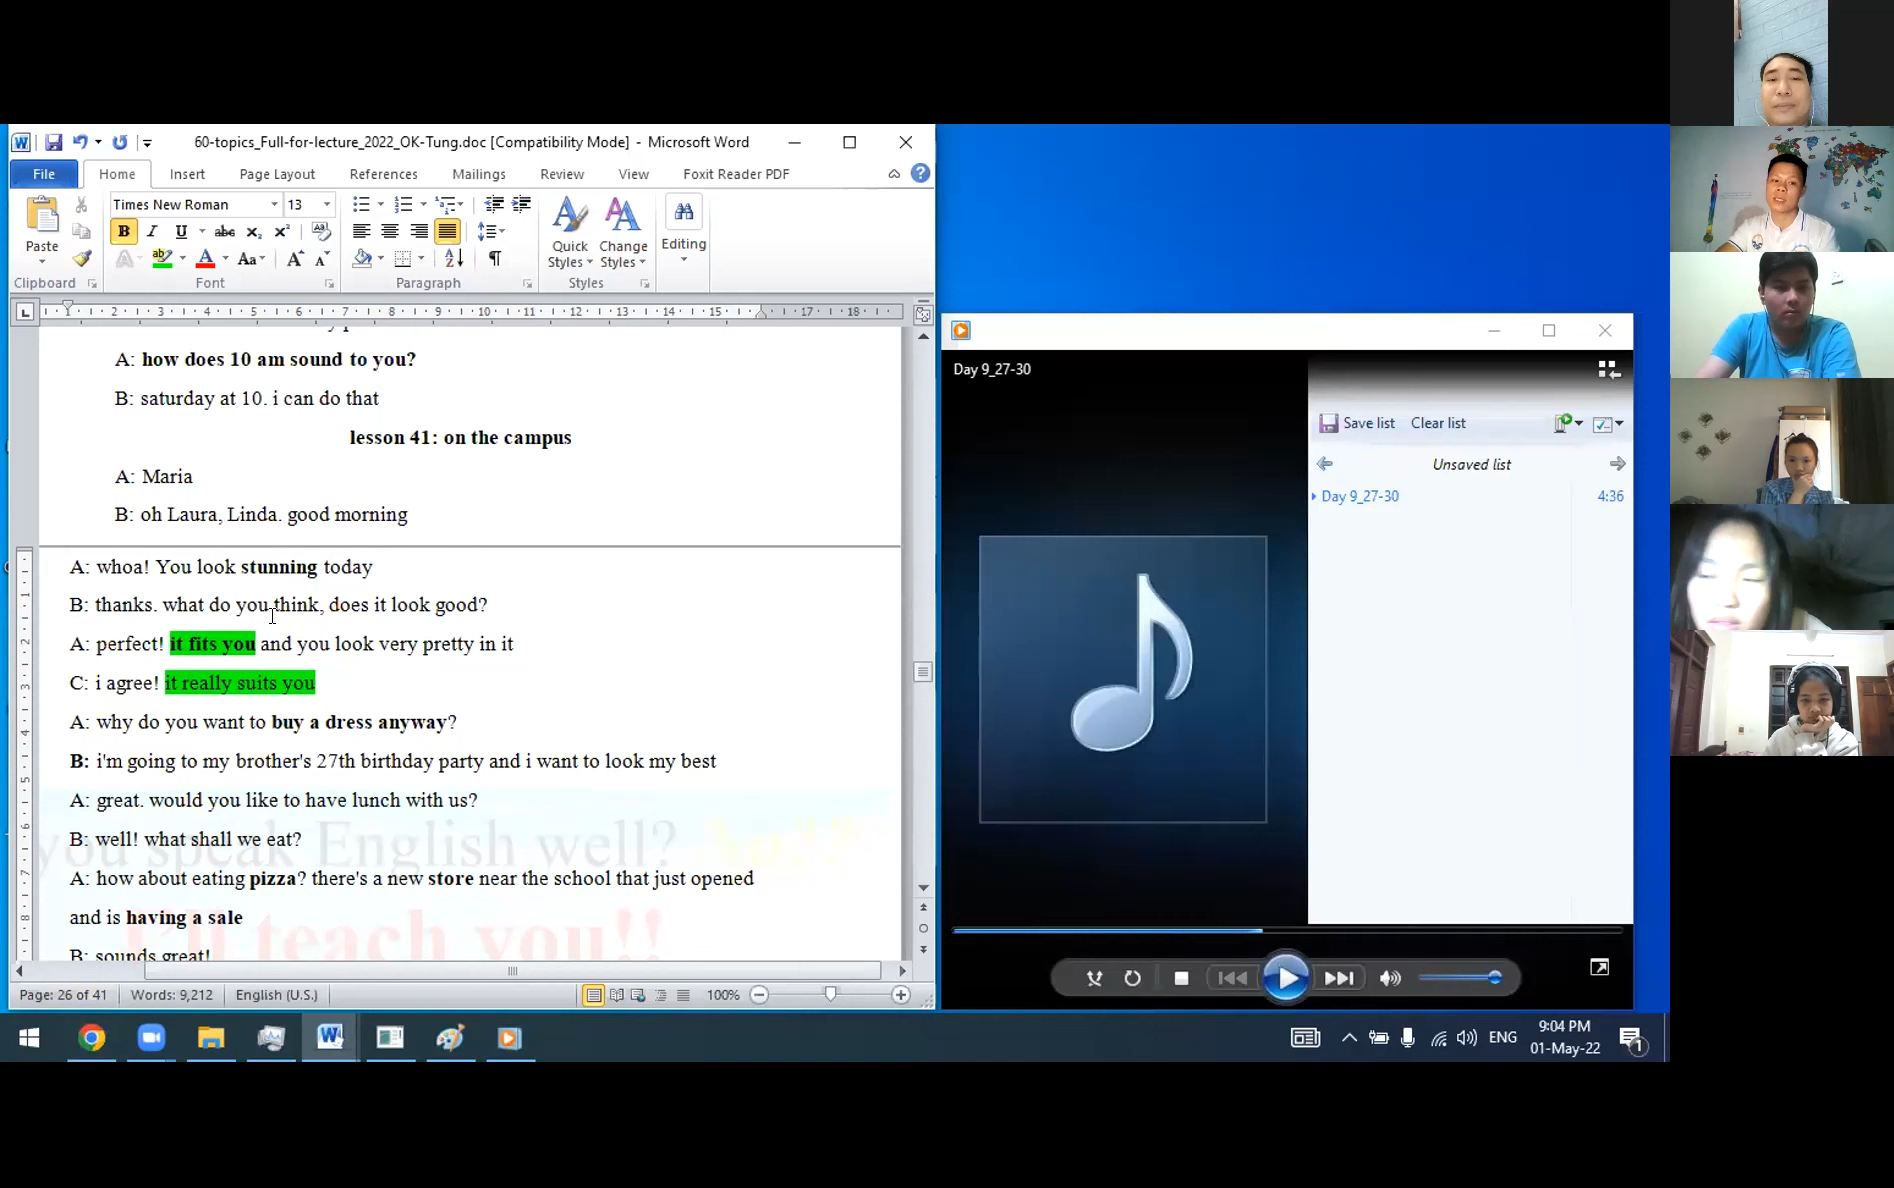 60-topics_Full-for-lecture_2022_OK-Tung.doc [Compatibility Mode] - Microsoft Word
File Home Insert Page Layout References Mailings Review View Foxit Reader PDF
Times New Roman 13
Paste
Quick Styles
Change Styles
Editing
Clipboard Font Paragraph Styles
A: how does 10 am sound to you?
B: saturday at 10. i can do that
lesson 41: on the campus
A: Maria
B: oh Laura, Linda. good morning
A: whoa! You look stunning today
B: thanks. what do you think, does it look good?
A: perfect! it fits you and you look very pretty in it
C: i agree! it really suits you
A: why do you want to buy a dress anyway?
B: i'm going to my brother's 27th birthday party and i want to look my best
A: great. would you like to have lunch with us?
you speak English well? No!!
B: well! what shall we eat?
A: how about eating pizza? there's a new store near the school that just opened
and is having a sale
I'll teach you!!
B: sounds great!
Page: 26 of 41 Words: 9,212 English (U.S.) 100%
Day 9_27-30
Save list Clear list
Unsaved list
Day 9_27-30 4:36
ENG
9:04 PM
01-May-22
1